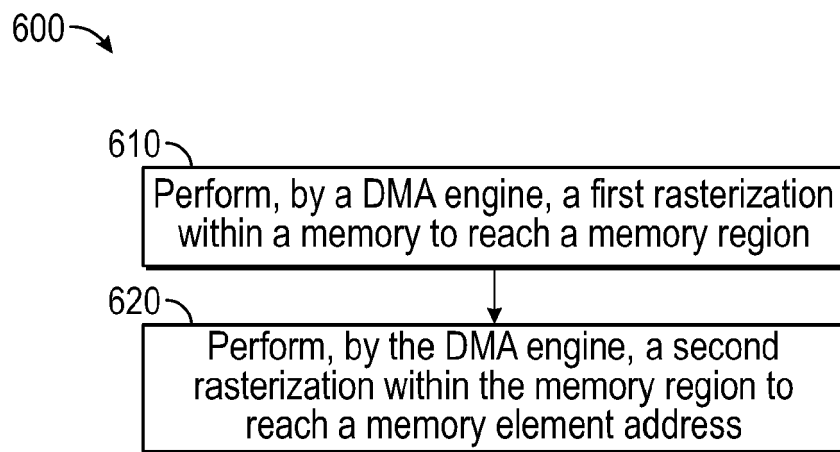 600
610
Perform, by a DMA engine, a first rasterization
within a memory to reach a memory region
620
Perform, by the DMA engine, a second
rasterization within the memory region to
reach a memory element address